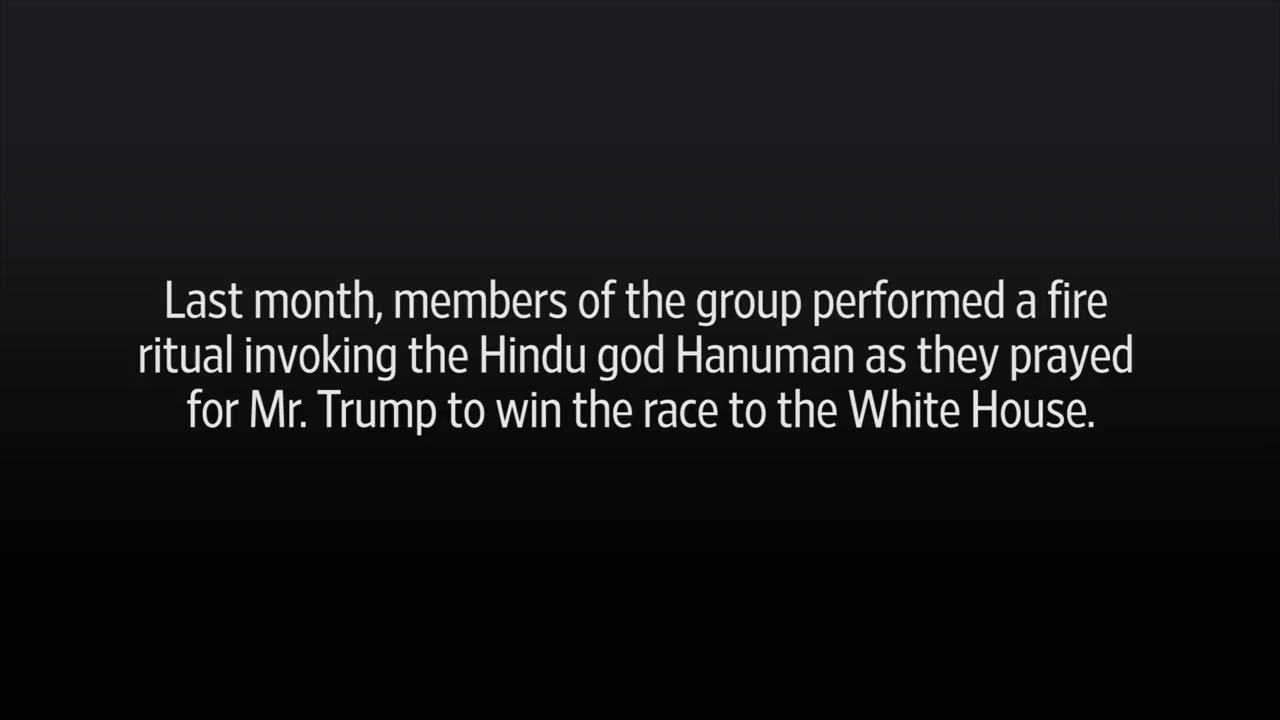 Last month, members of the group performed a fire
ritual invoking the Hindu god Hanuman as they prayed
for Mr. Trump to win the race to the White House.